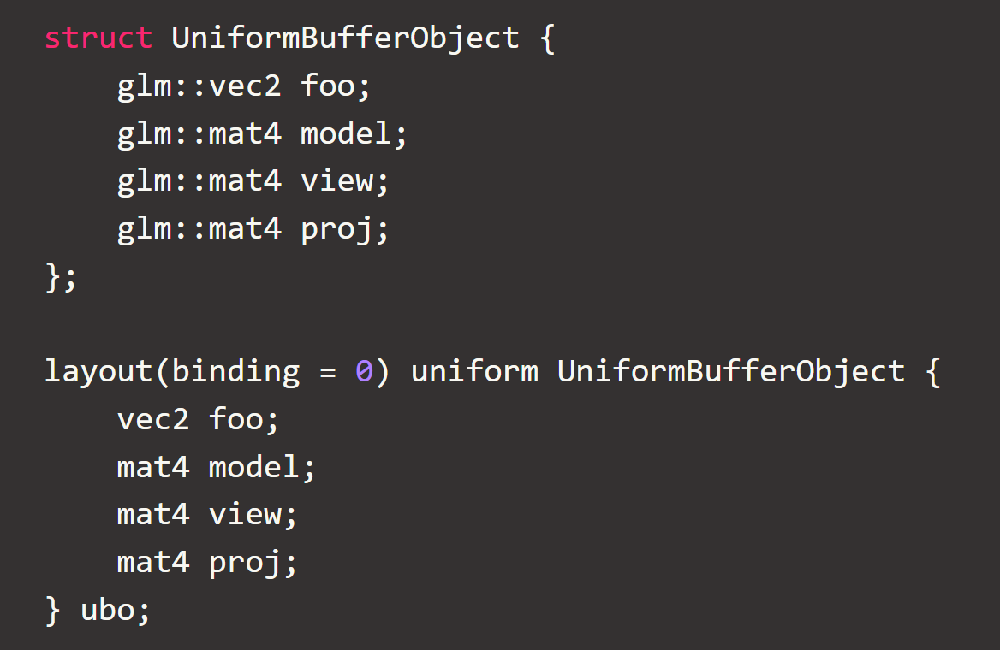 struct UniformBufferObject {
    glm::vec2 foo;
    glm::mat4 model;
    glm::mat4 view;
    glm::mat4 proj;
};

layout(binding = 0) uniform UniformBufferObject {
    vec2 foo;
    mat4 model;
    mat4 view;
    mat4 proj;
} ubo;